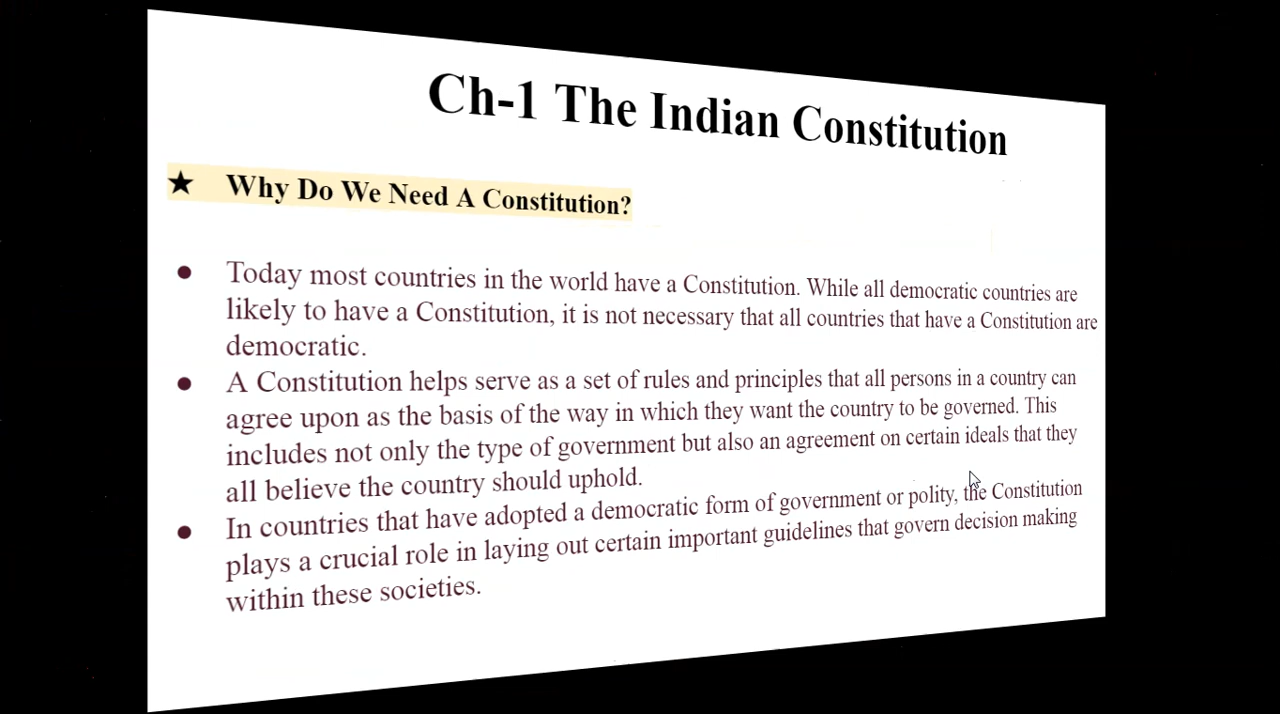 Ch-1 The Indian Constitution
★ Why Do We Need A Constitution?
● Today most countries in the world have a Constitution. While all democratic countries are
likely to have a Constitution, it is not necessary that all countries that have a Constitution are
democratic.
● A Constitution helps serve as a set of rules and principles that all persons in a country can
agree upon as the basis of the way in which they want the country to be governed. This
includes not only the type of government but also an agreement on certain ideals that they
all believe the country should uphold.
● In countries that have adopted a democratic form of government or polity, the Constitution
plays a crucial role in laying out certain important guidelines that govern decision making
within these societies.